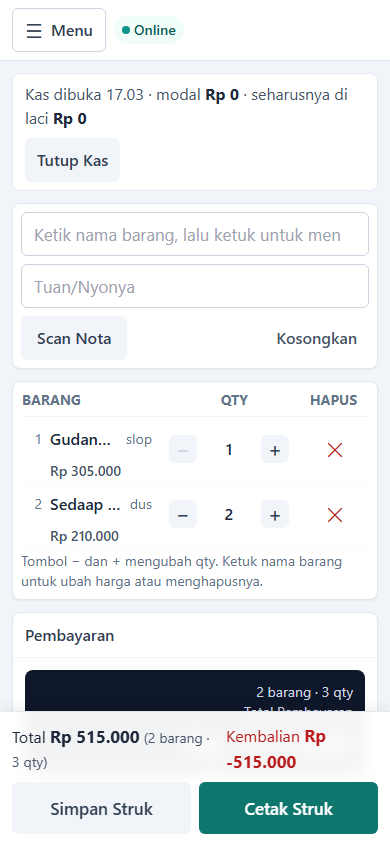 ☰ Menu
Online
Kas dibuka 17.03 · modal Rp 0 · seharusnya di
laci Rp 0
Tutup Kas
Ketik nama barang, lalu ketuk untuk men
Tuan/Nyonya
Scan Nota
Kosongkan
BARANG QTY HAPUS
1 Gudan... slop − 1 + ×
Rp 305.000
2 Sedaap ... dus − 2 + ×
Rp 210.000
Tombol − dan + mengubah qty. Ketuk nama barang
untuk ubah harga atau menghapusnya.
Pembayaran
2 barang · 3 qty
Total Pembayaran
Total Rp 515.000 (2 barang ·
3 qty)
Kembalian Rp
-515.000
Simpan Struk
Cetak Struk